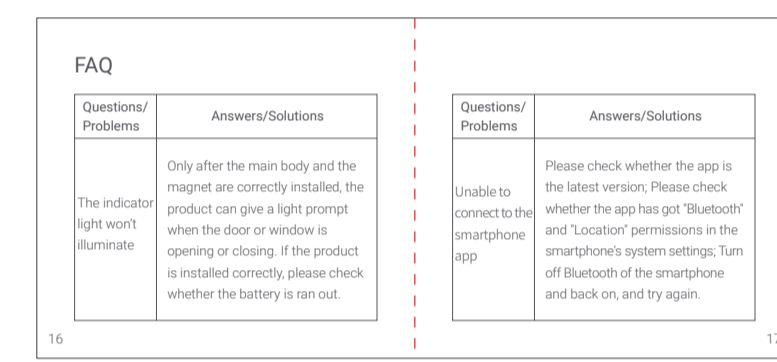 FAQ
Questions/
Problems
Answers/Solutions
The indicator
light won't
illuminate
Only after the main body and the
magnet are correctly installed, the
product can give a light prompt
when the door or window is
opening or closing. If the product
is installed correctly, please check
whether the battery is ran out.
16
Questions/
Problems
Answers/Solutions
Unable to
connect to the
smartphone
app
Please check whether the app is
the latest version; Please check
whether the app has got "Bluetooth"
and "Location" permissions in the
smartphone's system settings; Turn
off Bluetooth of the smartphone
and back on, and try again.
17